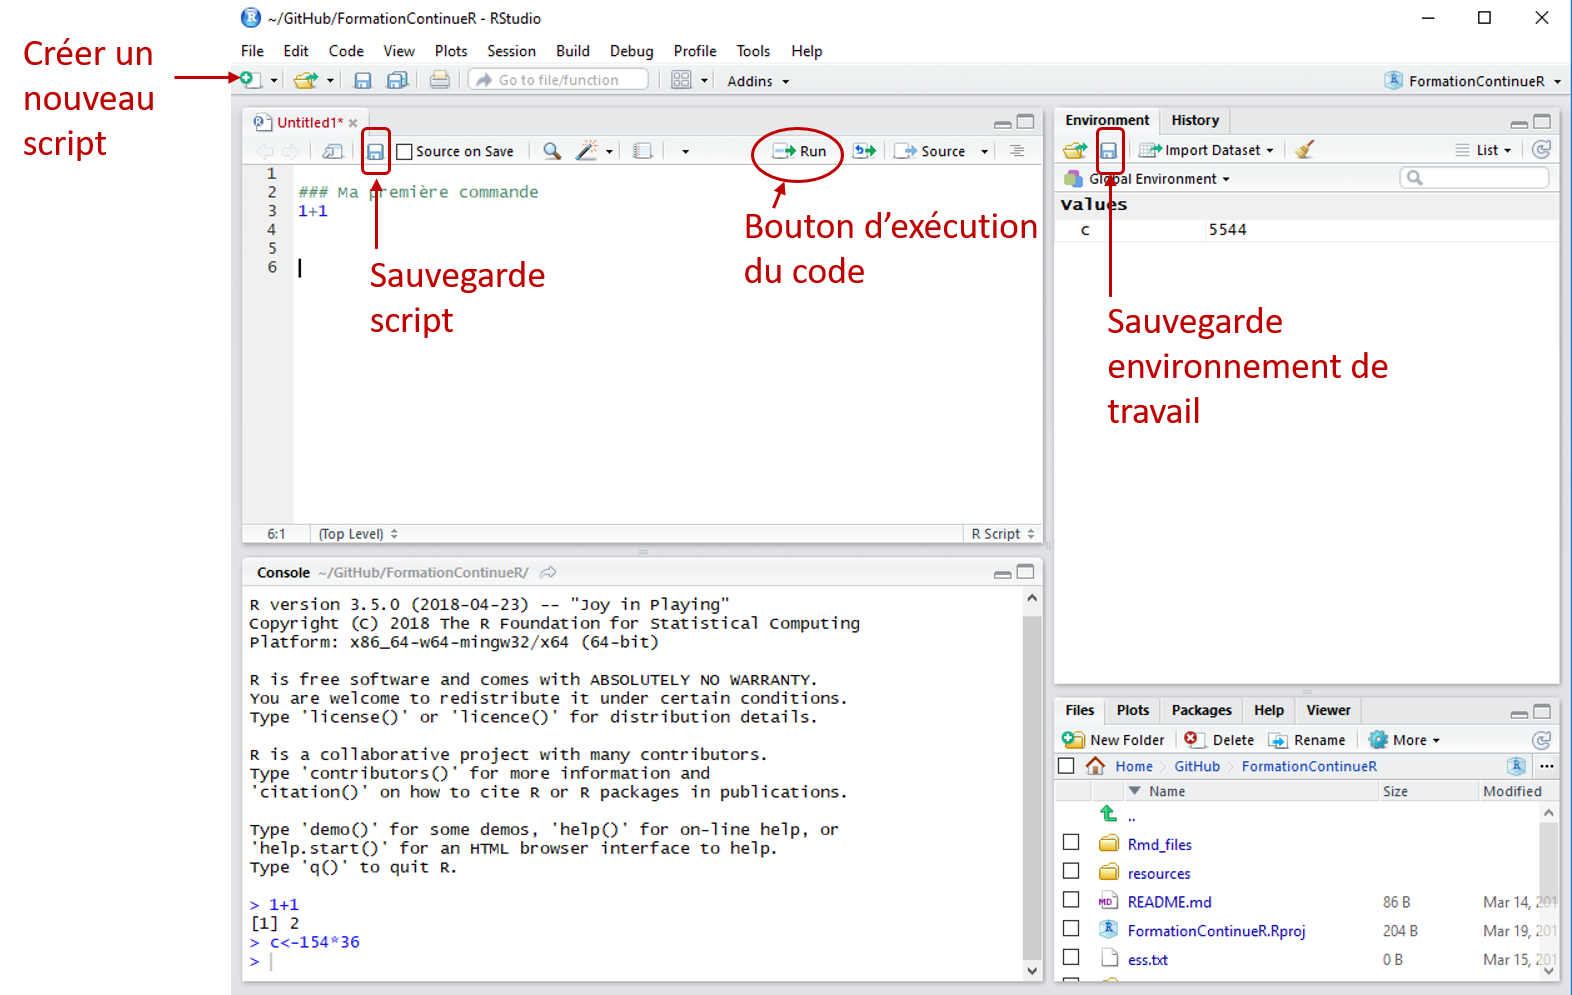 ~/GitHub/FormationContinueR - RStudio
File Edit Code View Plots Session Build Debug Profile Tools Help
Go to file/function Addins FormationContinueR
Créer un
nouveau
script
Untitled1*
Source on Save Run Source
1
2 ### Ma première commande
3 1+1
4
5
6
Sauvegarde
script
Bouton d’exécution
du code
6:1 (Top Level) R Script
Environment History
Import Dataset List
Global Environment
Values
c 5544
Sauvegarde
environnement de
travail
Console ~/GitHub/FormationContinueR/
R version 3.5.0 (2018-04-23) -- "Joy in Playing"
Copyright (C) 2018 The R Foundation for Statistical Computing
Platform: x86_64-w64-mingw32/x64 (64-bit)
R is free software and comes with ABSOLUTELY NO WARRANTY.
You are welcome to redistribute it under certain conditions.
Type 'license()' or 'licence()' for distribution details.
R is a collaborative project with many contributors.
Type 'contributors()' for more information and
'citation()' on how to cite R or R packages in publications.
Type 'demo()' for some demos, 'help()' for on-line help, or
'help.start()' for an HTML browser interface to help.
Type 'q()' to quit R.
> 1+1
[1] 2
> c<-154*36
>
Files Plots Packages Help Viewer
New Folder Delete Rename More
Home GitHub FormationContinueR ...
Name Size Modified
..
Rmd_files
resources
README.md 86 B Mar 14, 201
FormationContinueR.Rproj 204 B Mar 19, 201
ess.txt 0 B Mar 15, 201